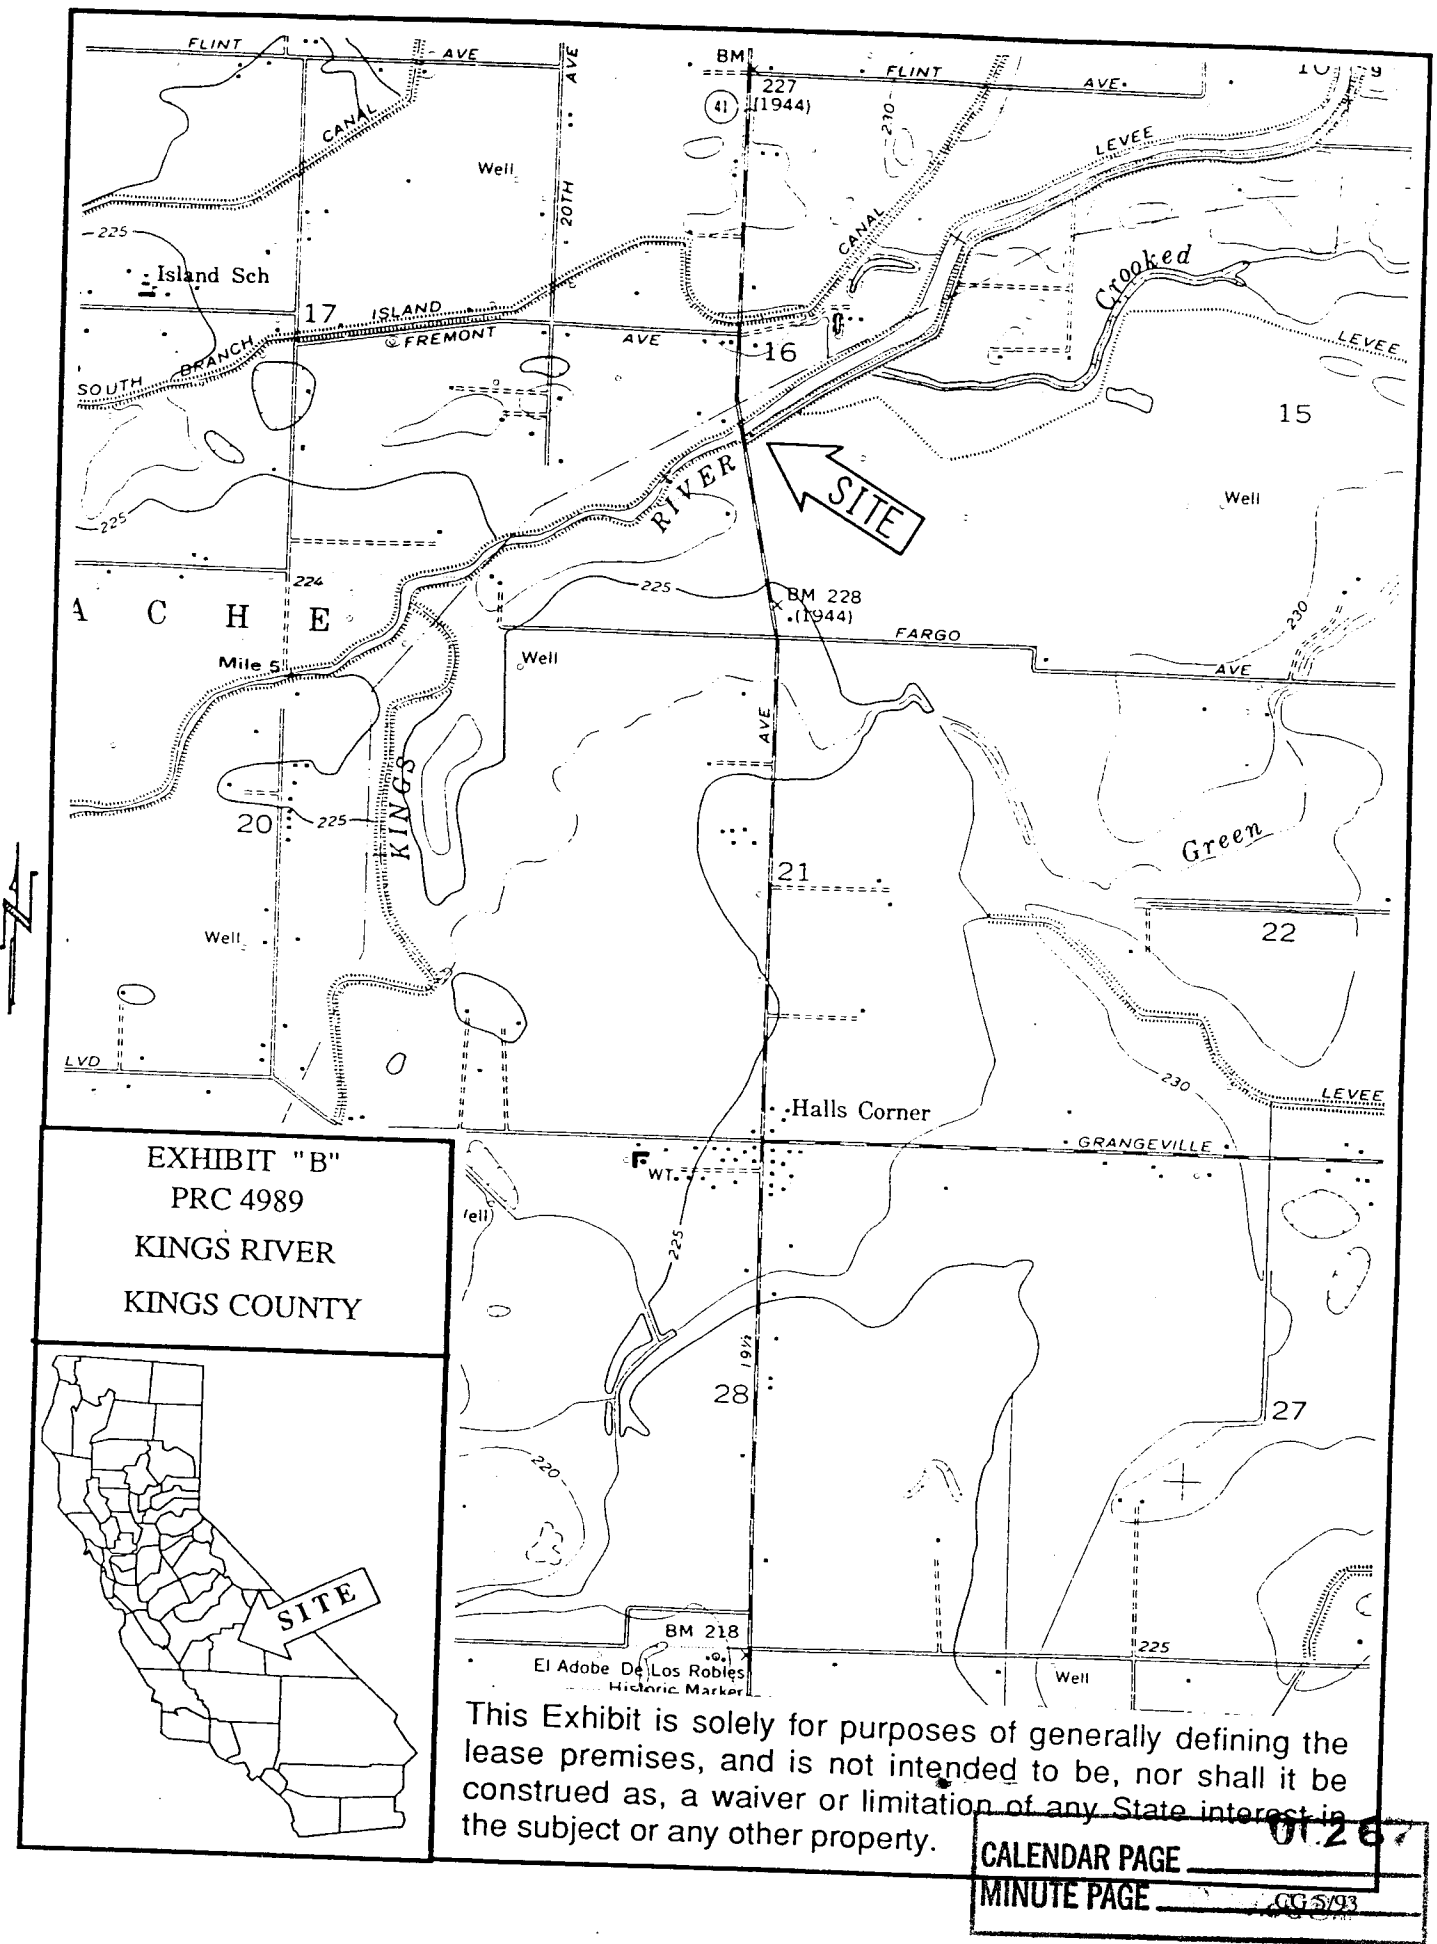 FLINT AVE
AVE
BM
227
(1944)
41
FLINT AVE.
CANAL
Well
20TH
230
LEVEE
CANAL
225
Island Sch
Crooked
17
ISLAND
FREMONT
AVE
16
LEVEE
SOUTH BRANCH
15
RIVER
SITE
Well
225
224
225
BM 228
(1944)
230
A C H E
FARGO
AVE
Mile 5
Well
AVE
KINGS
20
225
Green
21
22
Well
LVD
230
LEVEE
Halls Corner
GRANGEVILLE
WT
EXHIBIT "B"
PRC 4989
KINGS RIVER
KINGS COUNTY
225
19½
28
27
220
SITE
BM 218
225
El Adobe De Los Robles
Historic Marker
Well
This Exhibit is solely for purposes of generally defining the
lease premises, and is not intended to be, nor shall it be
construed as, a waiver or limitation of any State interest in
the subject or any other property.
CALENDAR PAGE
MINUTE PAGE
CG 5/93